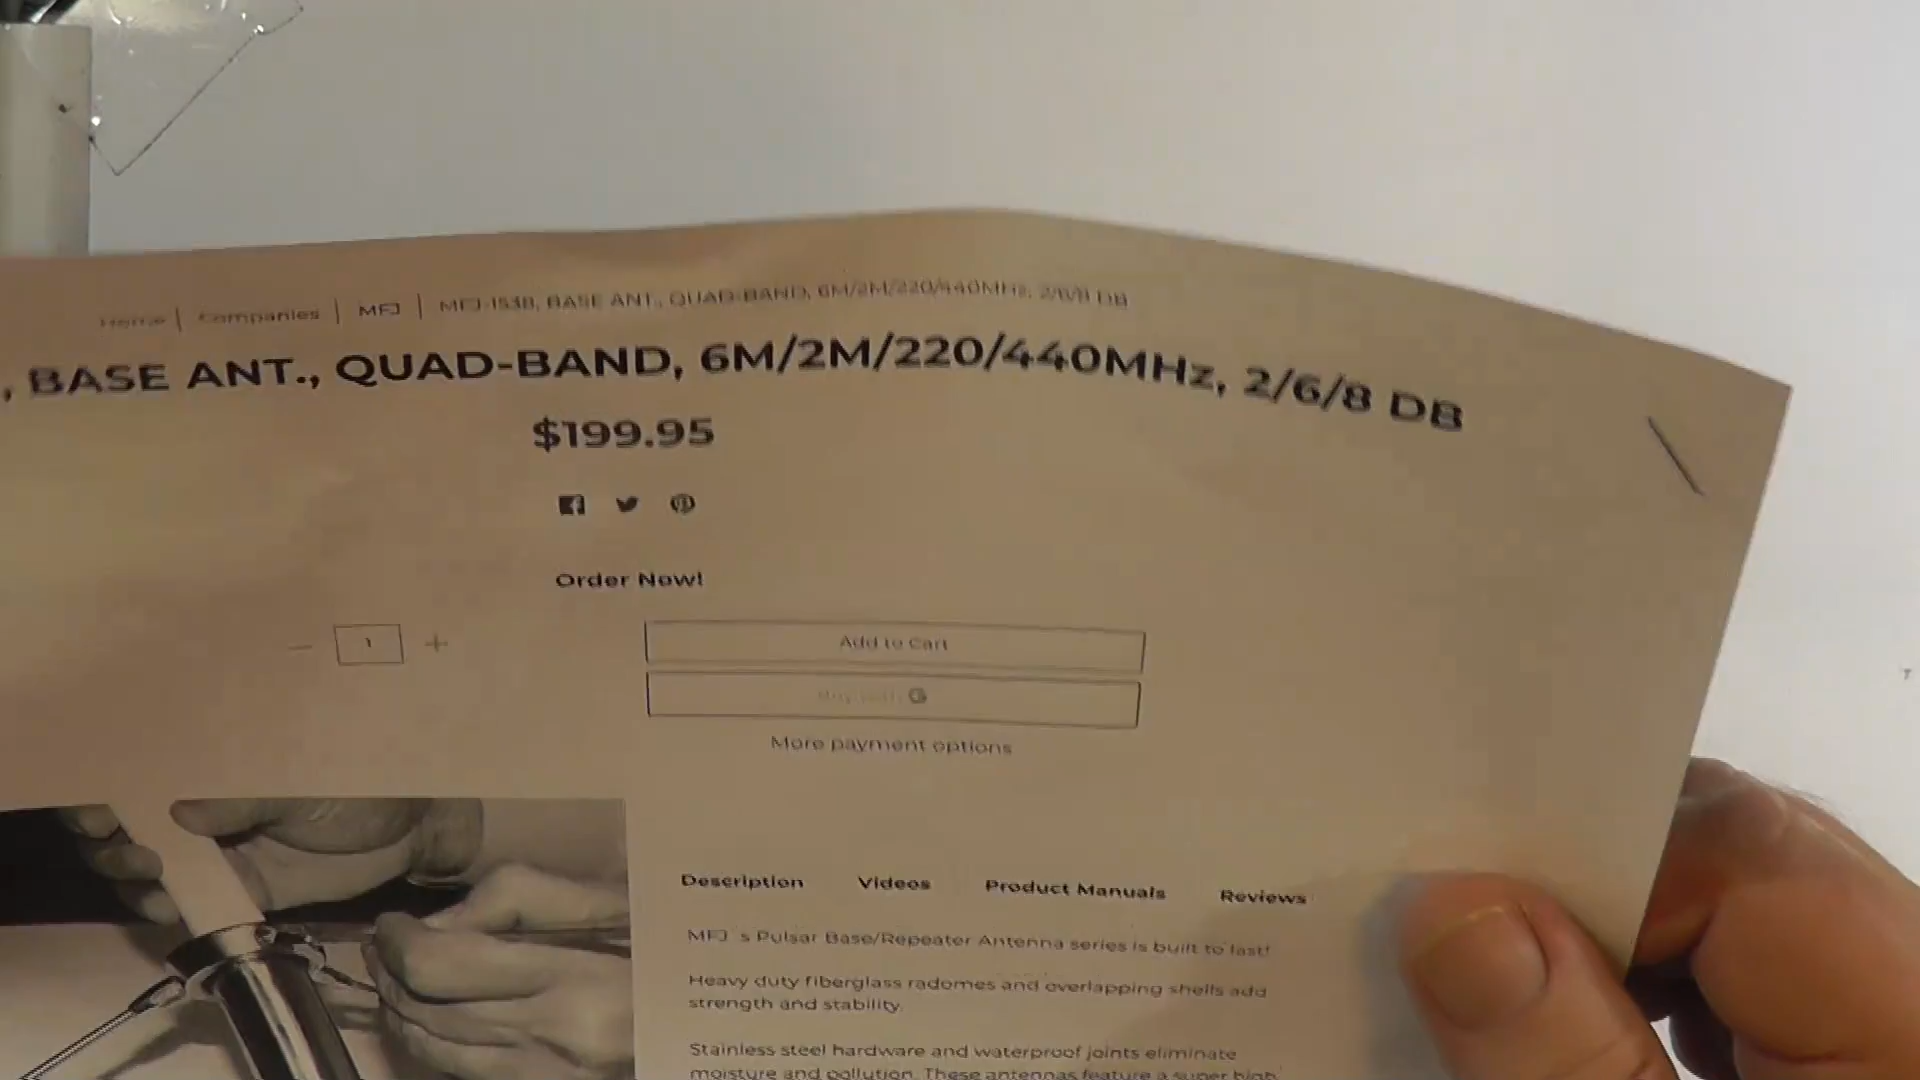 Home | Companies | MFJ | MFJ-1538, BASE ANT., QUAD-BAND, 6M/2M/220/440MHz, 2/6/8 DB
, BASE ANT., QUAD-BAND, 6M/2M/220/440MHz, 2/6/8 DB
$199.95
Order Now!
— 1 +
Add to Cart
Buy with G
More payment options
Description Videos Product Manuals Reviews
MFJ s Pulsar Base/Repeater Antenna series is built to last!
Heavy duty fiberglass radomes and overlapping shells add
strength and stability.
Stainless steel hardware and waterproof joints eliminate
moisture and pollution. These antennas feature a super high